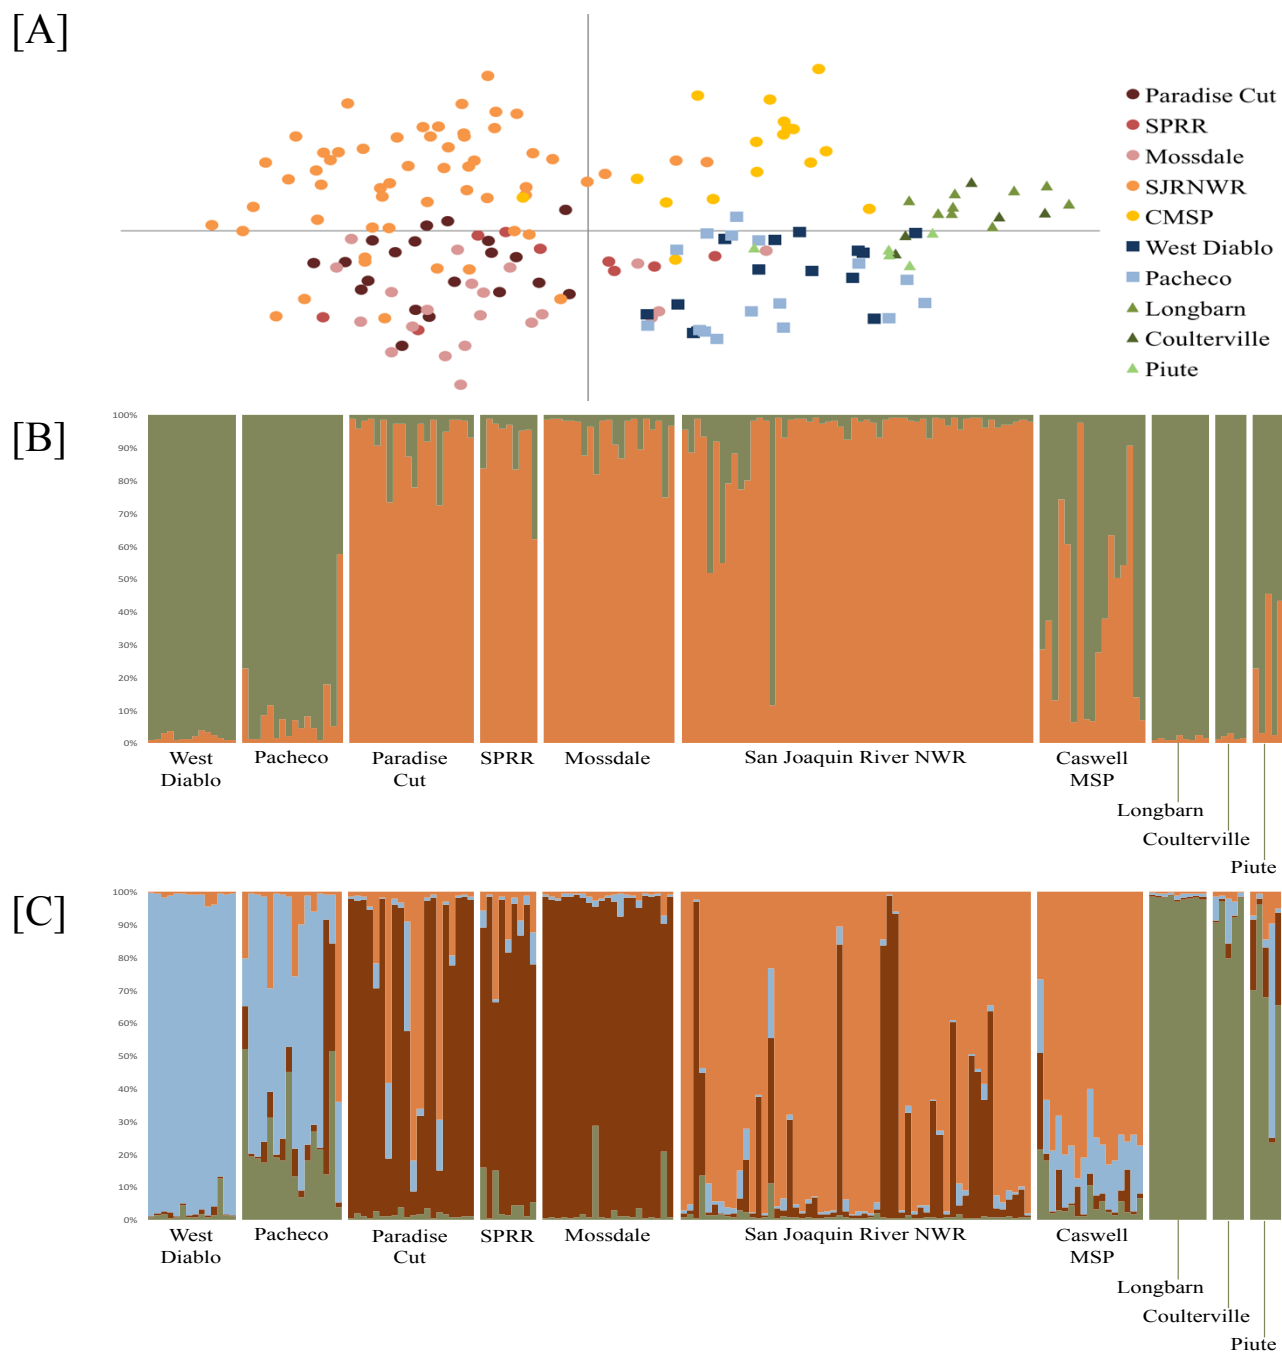 [A]
Paradise Cut
SPRR
Mossdale
SJRNWR
CMSP
West Diablo
Pacheco
Longbarn
Coulterville
Piute
[B]
100%
90%
80%
70%
60%
50%
40%
30%
20%
10%
0%
West
Diablo
Pacheco
Paradise
Cut
SPRR
Mossdale
San Joaquin River NWR
Caswell
MSP
Longbarn
Coulterville
Piute
[C]
100%
90%
80%
70%
60%
50%
40%
30%
20%
10%
0%
West
Diablo
Pacheco
Paradise
Cut
SPRR
Mossdale
San Joaquin River NWR
Caswell
MSP
Longbarn
Coulterville
Piute